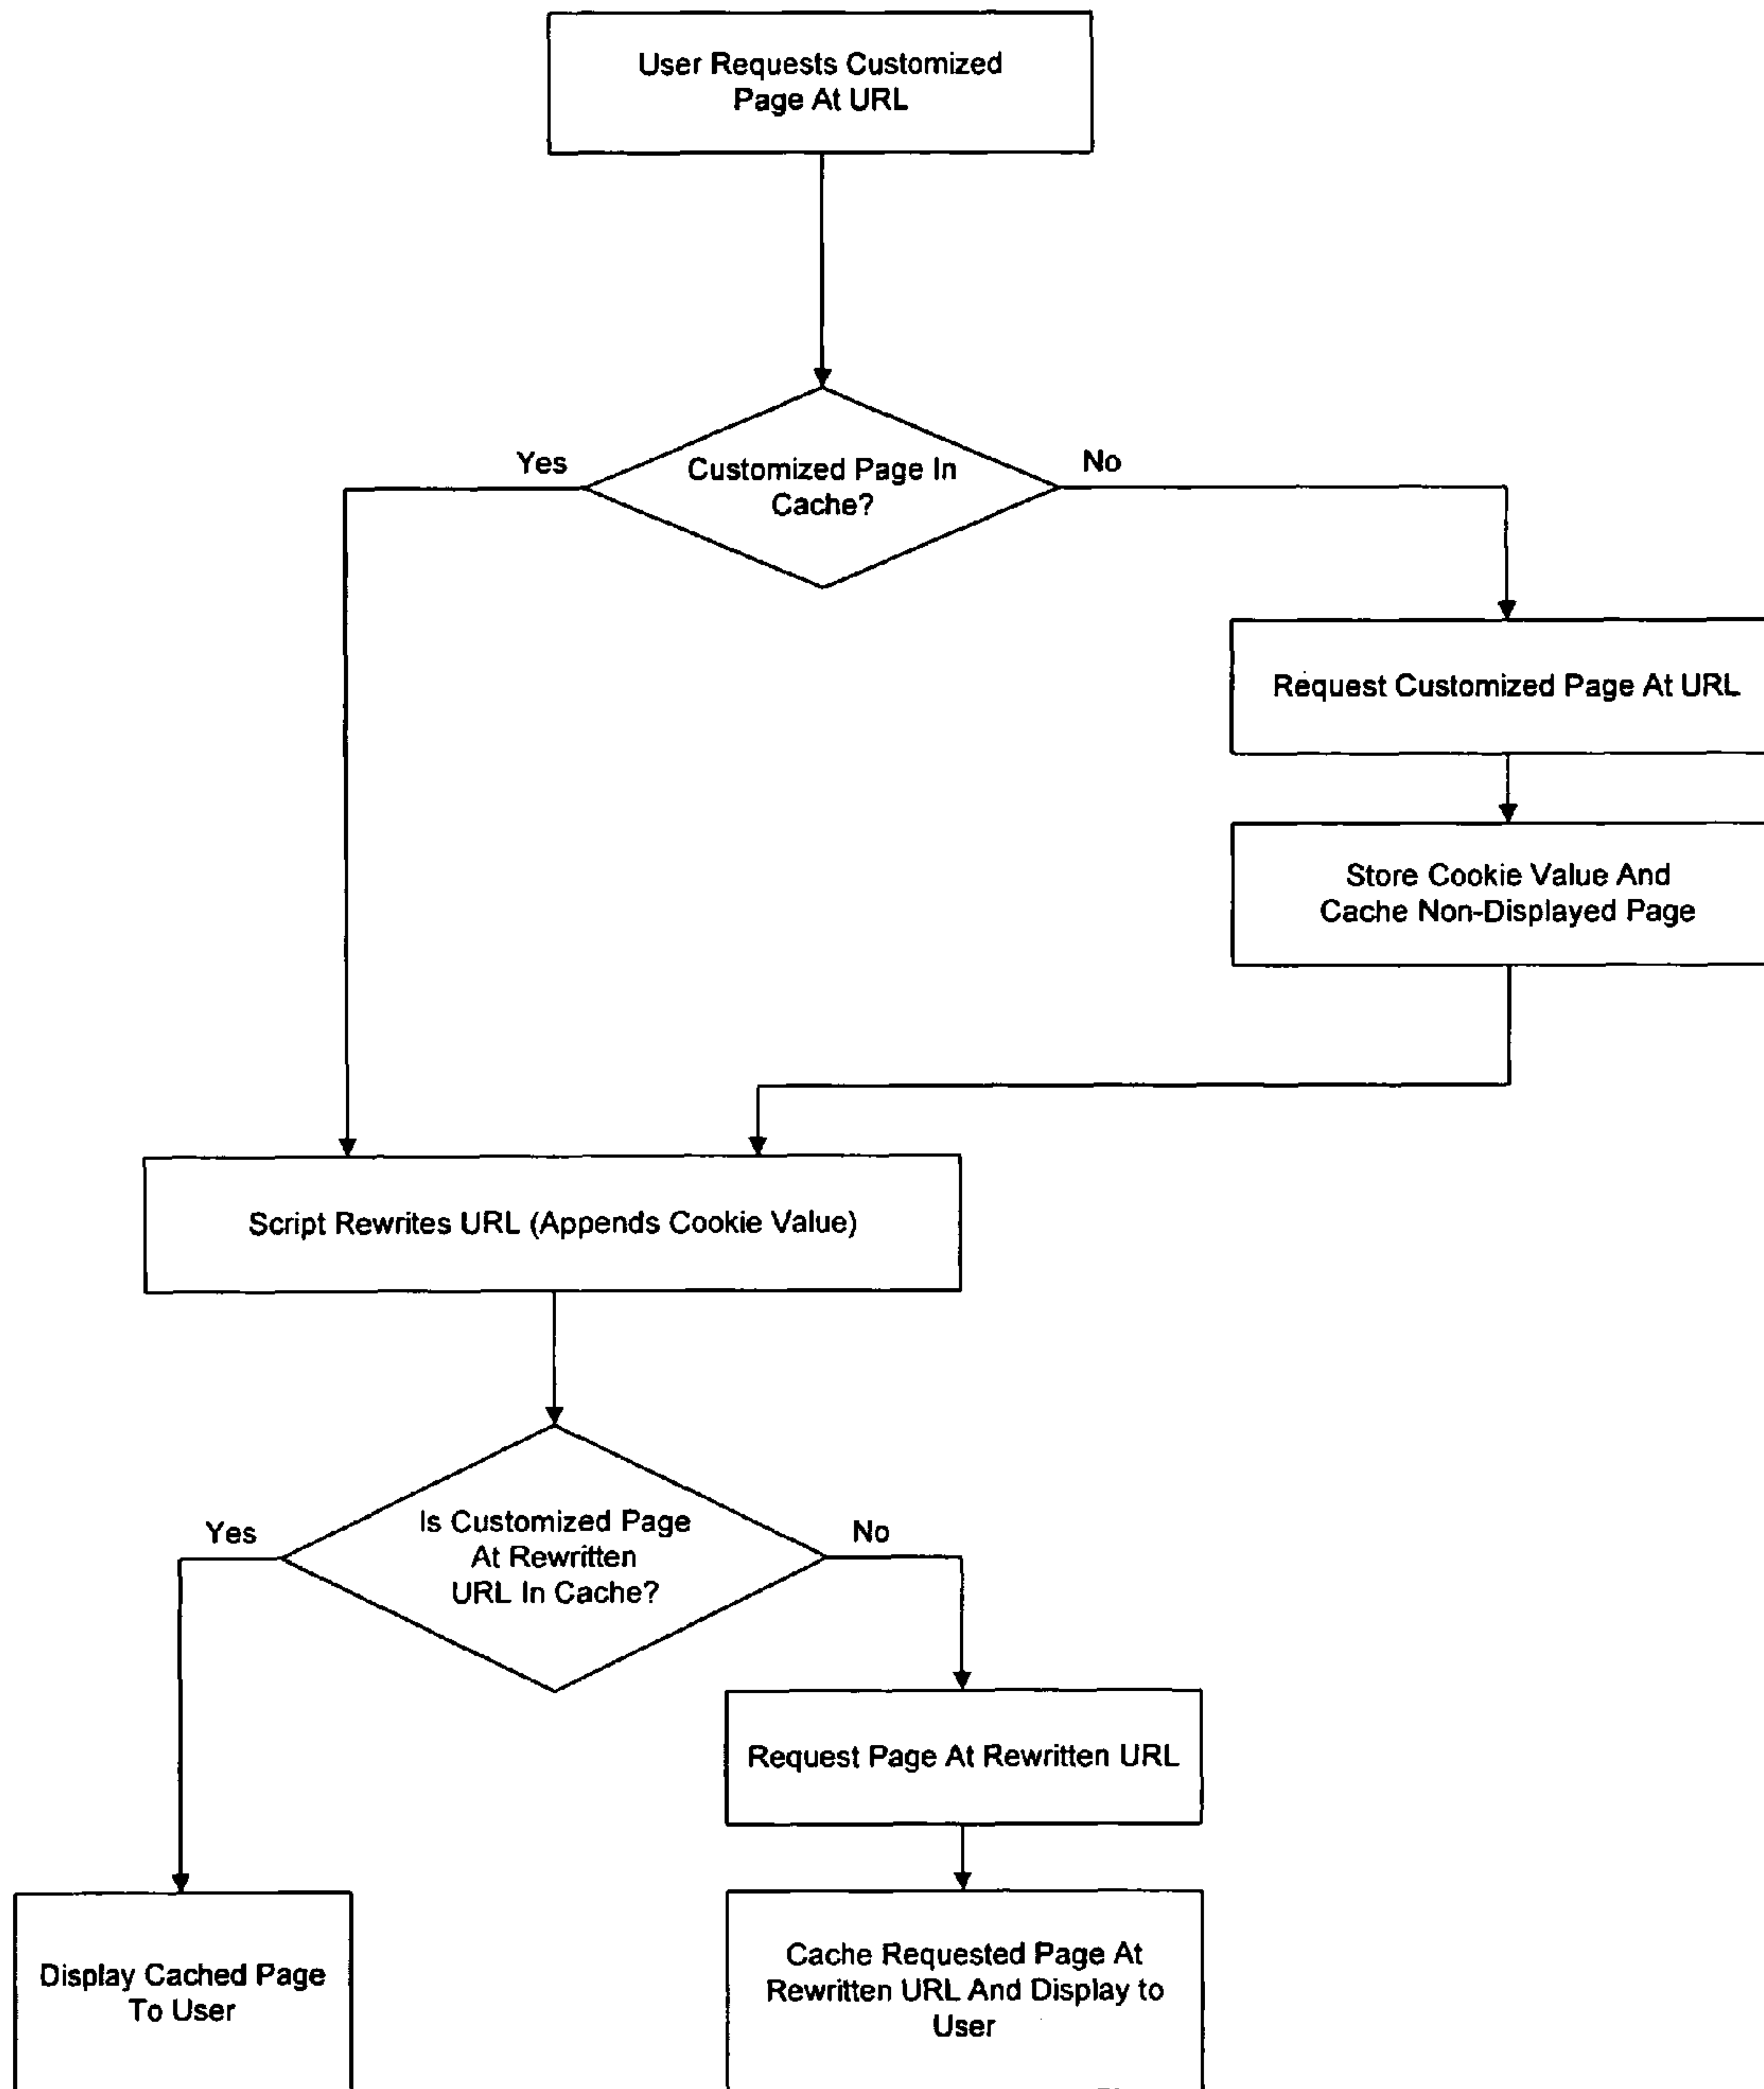 User Requests Customized
Page At URL
Yes
Customized Page In
Cache?
No
Request Customized Page At URL
Store Cookie Value And
Cache Non-Displayed Page
Script Rewrites URL (Appends Cookie Value)
Yes
Is Customized Page
At Rewritten
URL In Cache?
No
Request Page At Rewritten URL
Display Cached Page
To User
Cache Requested Page At
Rewritten URL And Display to
User